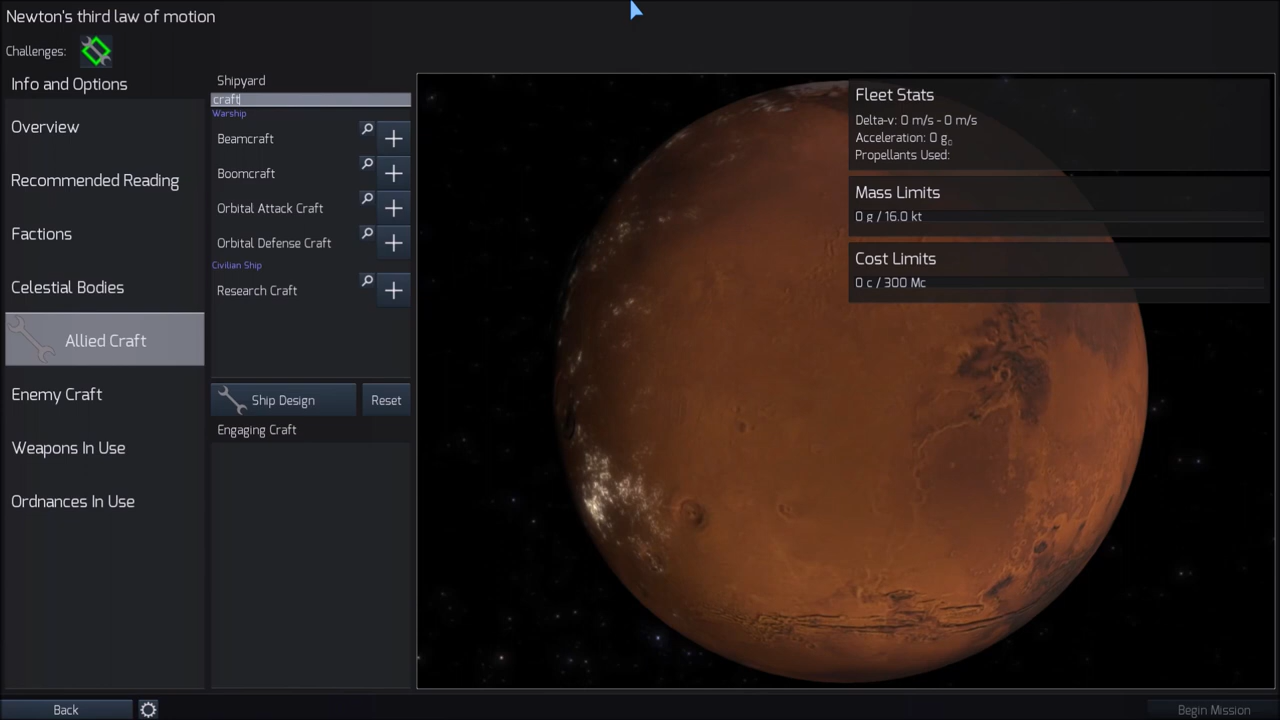 Newton's third law of motion
Challenges:
Info and Options
Overview
Recommended Reading
Factions
Celestial Bodies
Allied Craft
Enemy Craft
Weapons In Use
Ordnances In Use
Shipyard
craft
Warship
Beamcraft
Boomcraft
Orbital Attack Craft
Orbital Defense Craft
Civilian Ship
Research Craft
Ship Design
Reset
Engaging Craft
Fleet Stats
Delta-v: 0 m/s - 0 m/s
Acceleration: 0 gG
Propellants Used:
Mass Limits
0 g / 16.0 kt
Cost Limits
0 c / 300 Mc
Back
Begin Mission